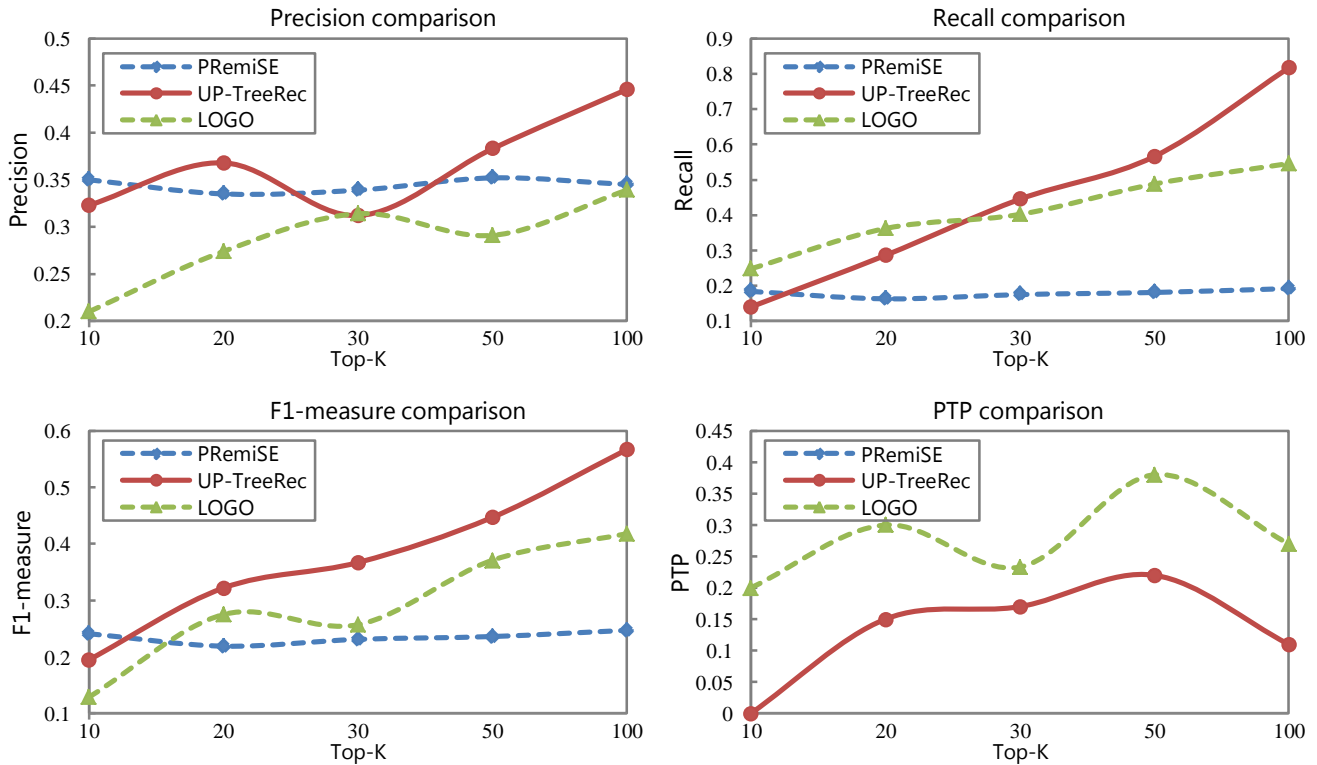 Precision comparison
0.5
0.45
0.4
0.35
0.3
0.25
0.2
Precision
PRemiSE
UP-TreeRec
LOGO
10 20 30 50 100
Top-K
Recall comparison
0.9
0.8
0.7
0.6
0.5
0.4
0.3
0.2
0.1
Recall
PRemiSE
UP-TreeRec
LOGO
10 20 30 50 100
Top-K
F1-measure comparison
0.6
0.5
0.4
0.3
0.2
0.1
F1-measure
PRemiSE
UP-TreeRec
LOGO
10 20 30 50 100
Top-K
PTP comparison
0.45
0.4
0.35
0.3
0.25
0.2
0.15
0.1
0.05
0
PTP
PRemiSE
UP-TreeRec
LOGO
10 20 30 50 100
Top-K